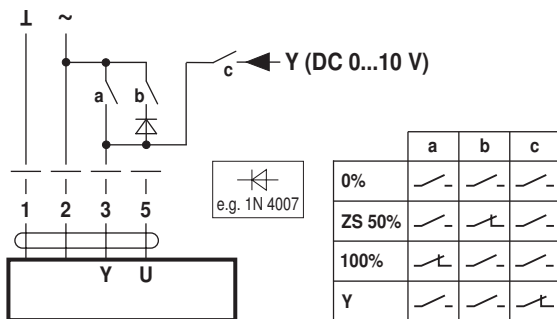 ⊥ ~
c Y (DC 0...10 V)
a b
e.g. 1N 4007
1 2 3 5
Y U
a b c
0%
ZS 50%
100%
Y